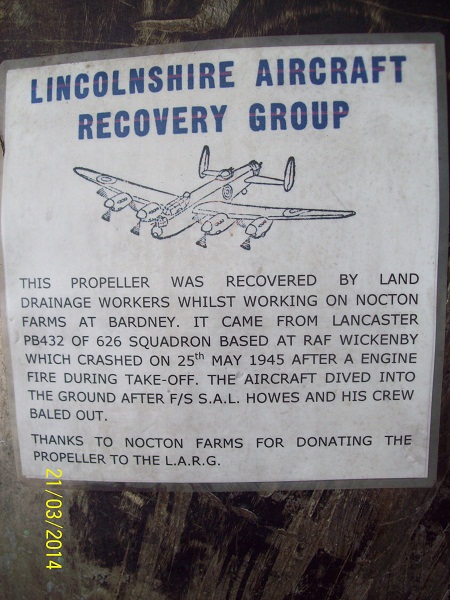 LINCOLNSHIRE AIRCRAFT
RECOVERY GROUP
THIS PROPELLER WAS RECOVERED BY LAND
DRAINAGE WORKERS WHILST WORKING ON NOCTON
FARMS AT BARDNEY. IT CAME FROM LANCASTER
PB432 OF 626 SQUADRON BASED AT RAF WICKENBY
WHICH CRASHED ON 25th MAY 1945 AFTER A ENGINE
FIRE DURING TAKE-OFF. THE AIRCRAFT DIVED INTO
THE GROUND AFTER F/S S.A.L. HOWES AND HIS CREW
BALED OUT.
THANKS TO NOCTON FARMS FOR DONATING THE
PROPELLER TO THE L.A.R.G.
21/03/2014